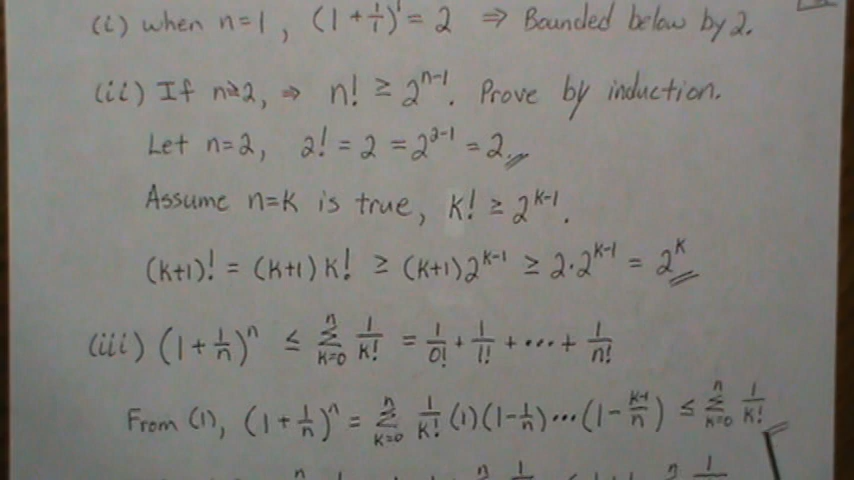 (i) when n=1, (1 + 1/1)^1 = 2 ⇒ Bounded below by 2.
(ii) If n≥2, ⇒ n! ≥ 2^{n-1}. Prove by induction.
Let n=2, 2! = 2 = 2^{2-1} = 2.
Assume n=k is true, k! ≥ 2^{k-1}.
(k+1)! = (k+1)k! ≥ (k+1)2^{k-1} ≥ 2·2^{k-1} = 2^k
(iii) (1 + 1/n)^n ≤ ∑_{k=0}^{n} 1/k! = 1/0! + 1/1! + ··· + 1/n!
From (1), (1 + 1/n)^n = ∑_{k=0}^{n} 1/k! (1)(1 - 1/n)···(1 - (k-1)/n) ≤ ∑_{k=0}^{n} 1/k!